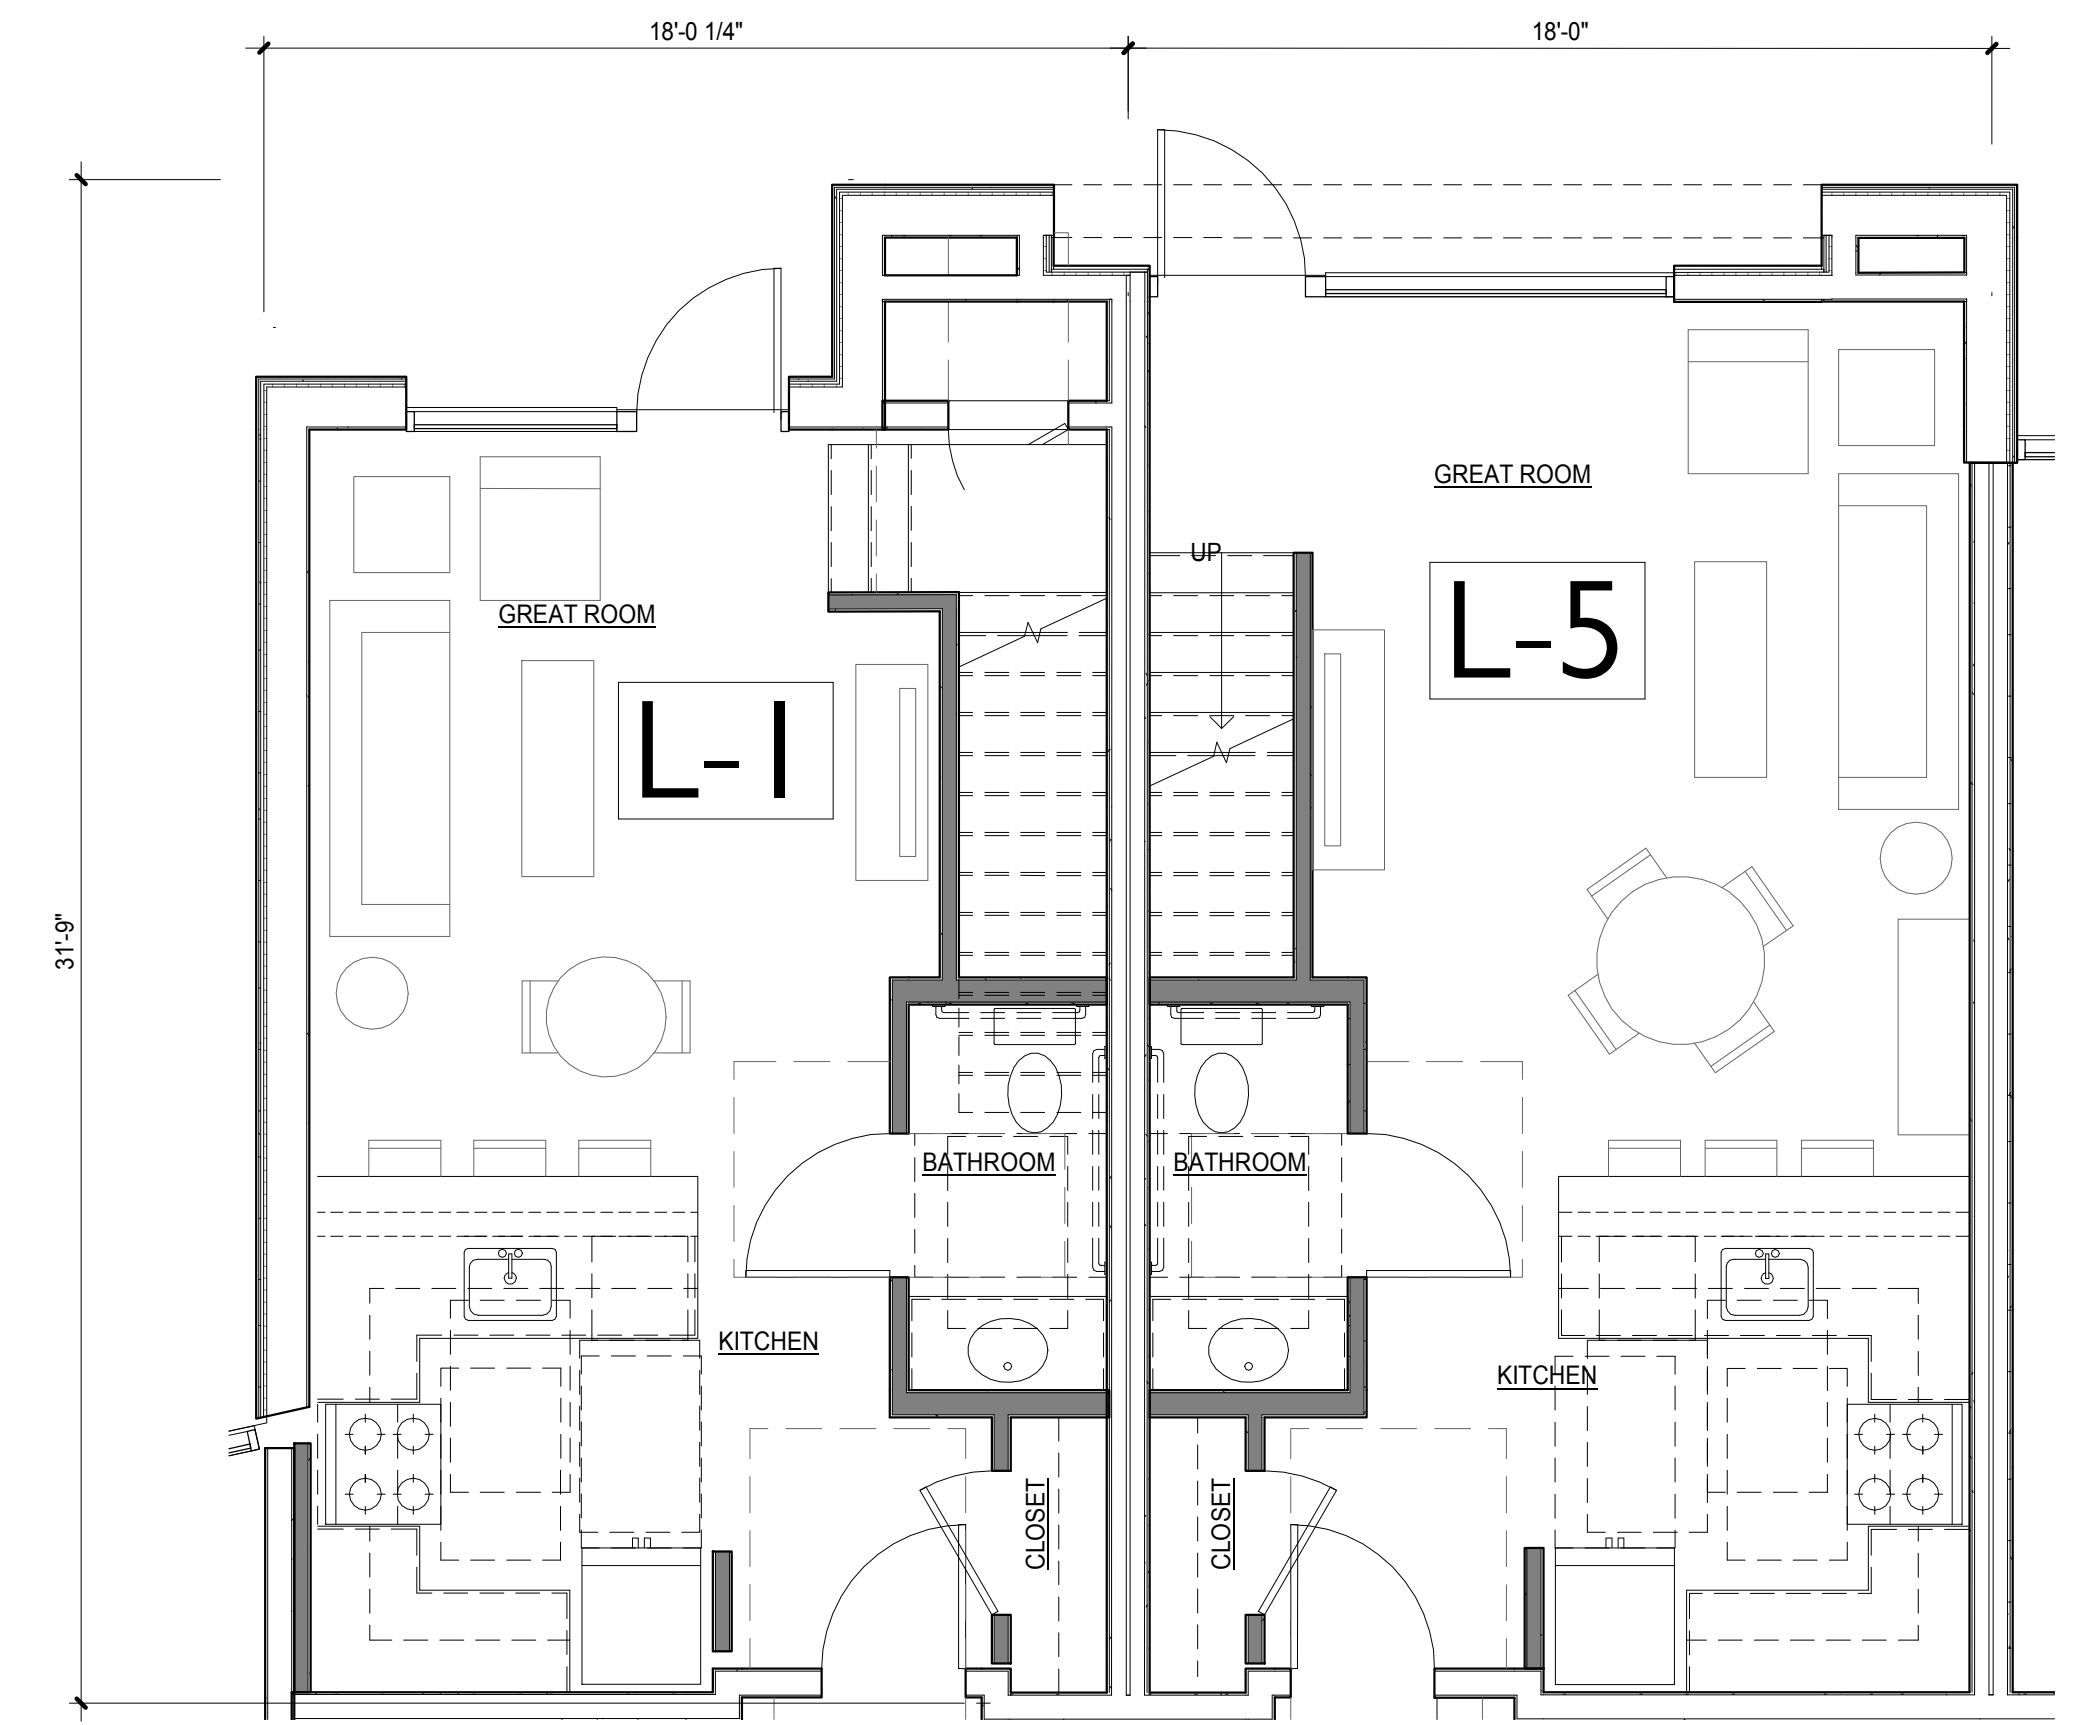 18'-0 1/4"
18'-0"
GREAT ROOM
UP
L-5
GREAT ROOM
L-1
31'-9"
BATHROOM
BATHROOM
KITCHEN
KITCHEN
CLOSET
CLOSET